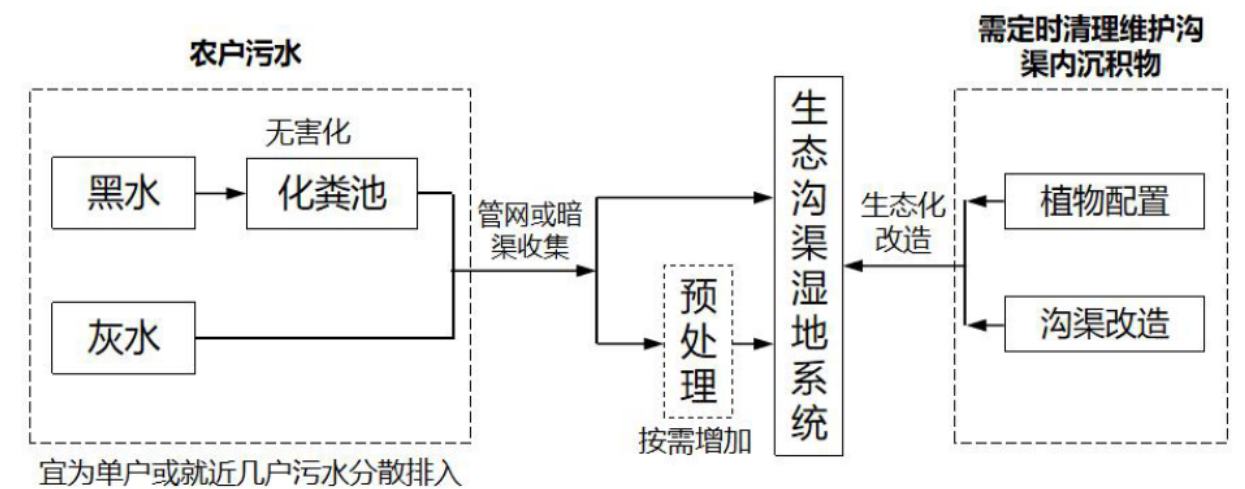 农户污水
无害化
黑水
化粪池
灰水
宜为单户或就近几户污水分散排入
管网或暗
渠收集
预处理
按需增加
生态沟渠湿地系统
生态化
改造
需定时清理维护沟
渠内沉积物
植物配置
沟渠改造